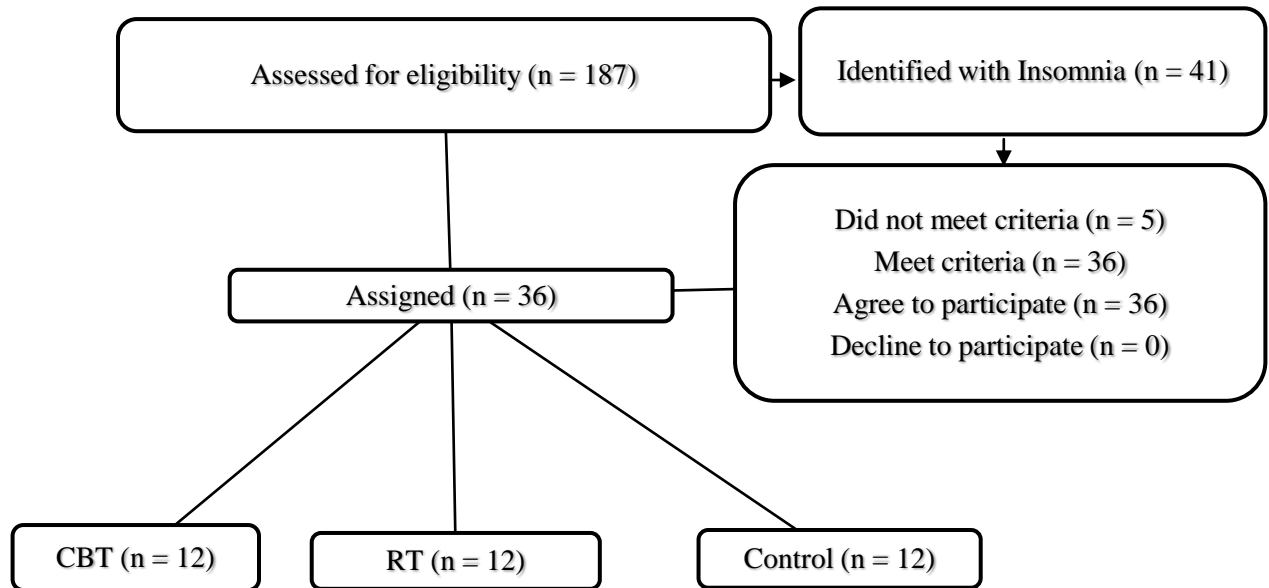 Assessed for eligibility (n = 187)
Identified with Insomnia (n = 41)
Did not meet criteria (n = 5)
Meet criteria (n = 36)
Agree to participate (n = 36)
Decline to participate (n = 0)
Assigned (n = 36)
CBT (n = 12)
RT (n = 12)
Control (n = 12)